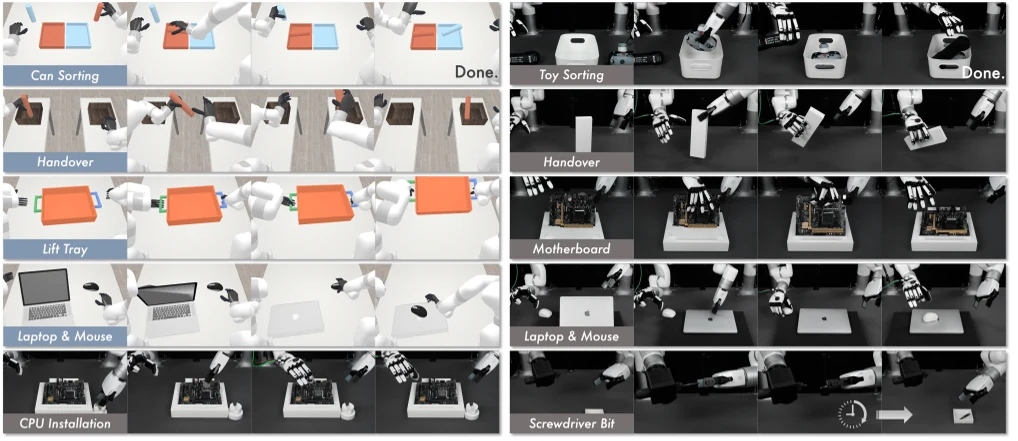 Done.
Can Sorting
Handover
Lift Tray
Laptop & Mouse
CPU Installation
Done.
Toy Sorting
Handover
Motherboard
Laptop & Mouse
Screwdriver Bit